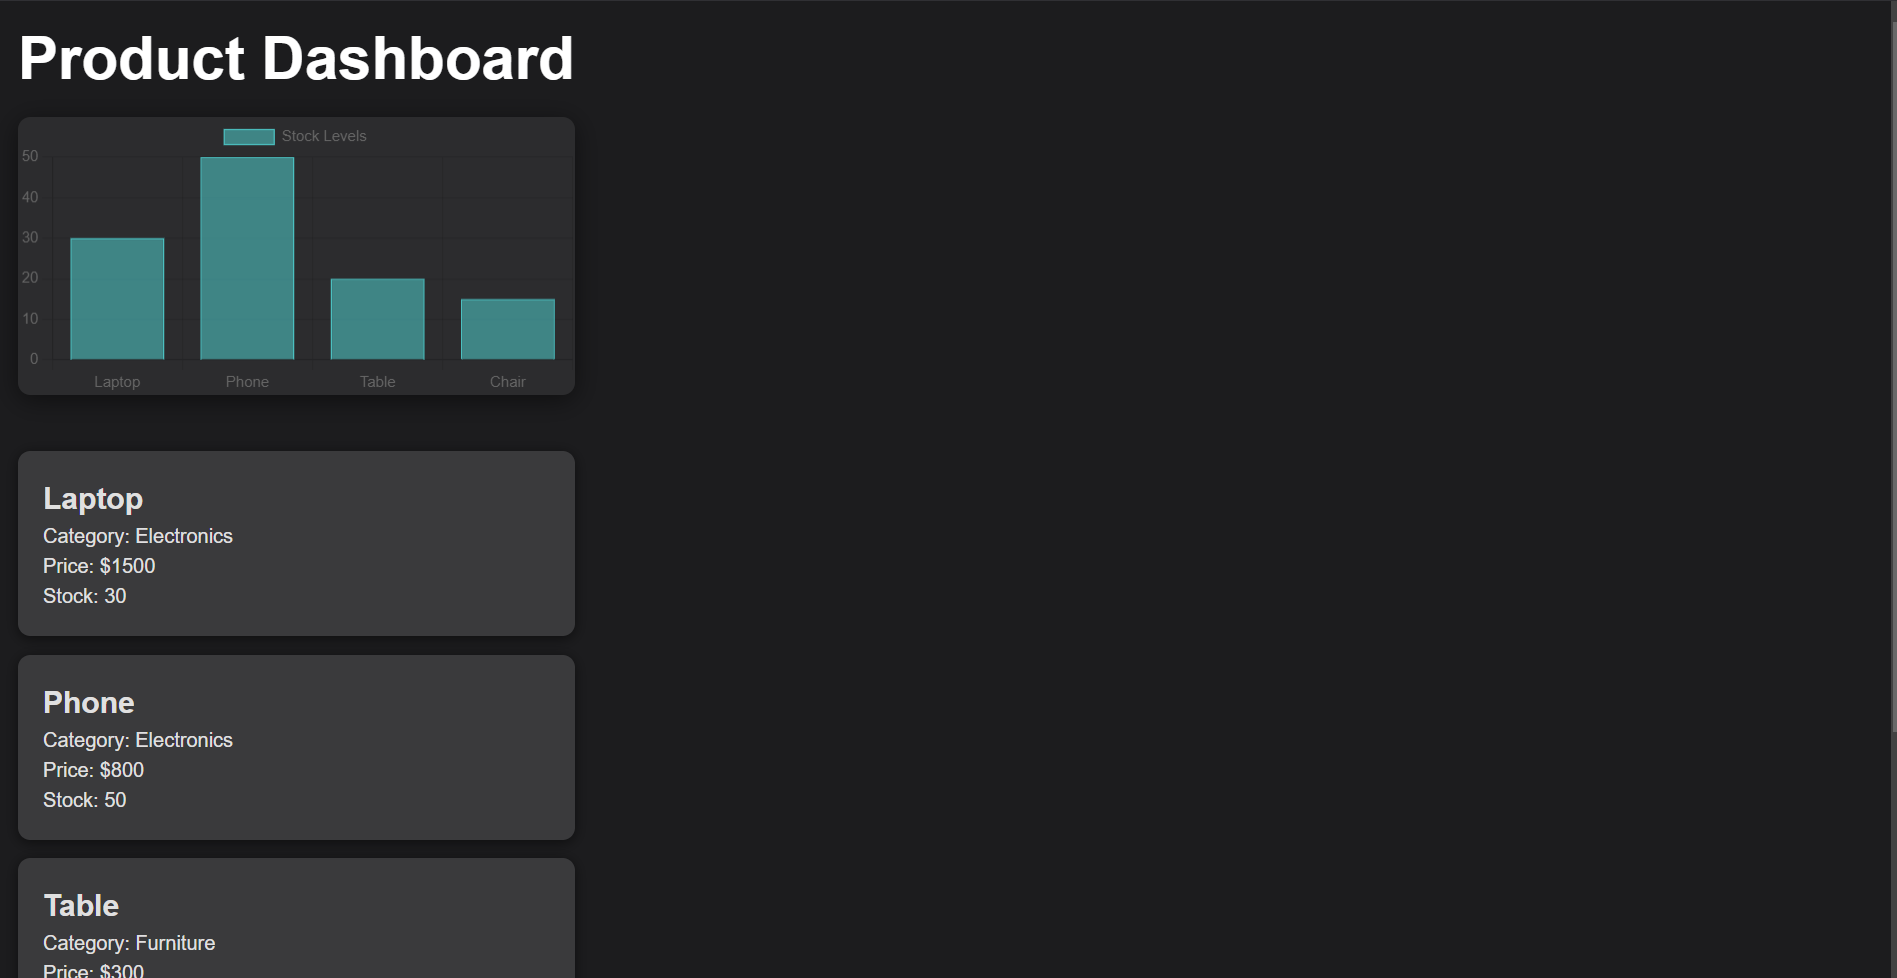 Product Dashboard
Stock Levels
50
40
30
20
10
0
Laptop Phone Table Chair
Laptop
Category: Electronics
Price: $1500
Stock: 30
Phone
Category: Electronics
Price: $800
Stock: 50
Table
Category: Furniture
Price: $300